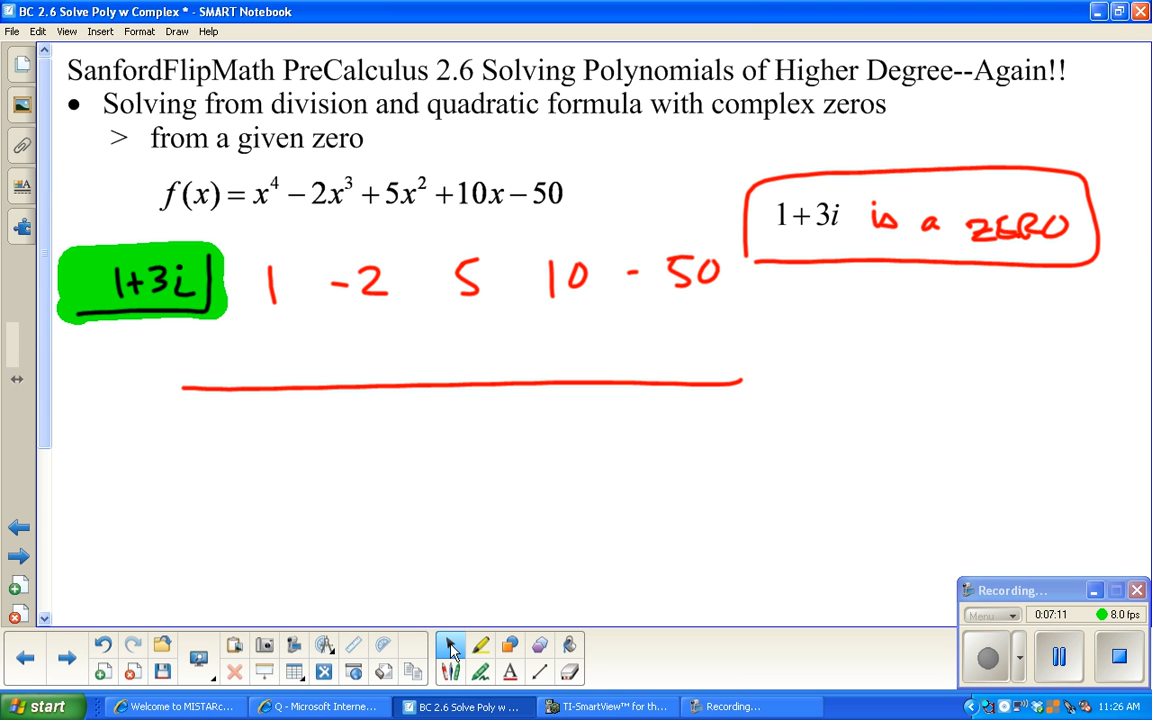 BC 2.6 Solve Poly w Complex * - SMART Notebook
File Edit View Insert Format Draw Help
SanfordFlipMath PreCalculus 2.6 Solving Polynomials of Higher Degree--Again!!
• Solving from division and quadratic formula with complex zeros
> from a given zero
f(x) = x⁴ − 2x³ + 5x² + 10x − 50
1 + 3i is a ZERO
1+3i 1 -2 5 10 - 50
Recording...
Menu 0:07:11 8.0 fps
start Welcome to MISTARc... Q - Microsoft Interne... BC 2.6 Solve Poly w ... TI-SmartView™ for th... Recording... 11:26 AM